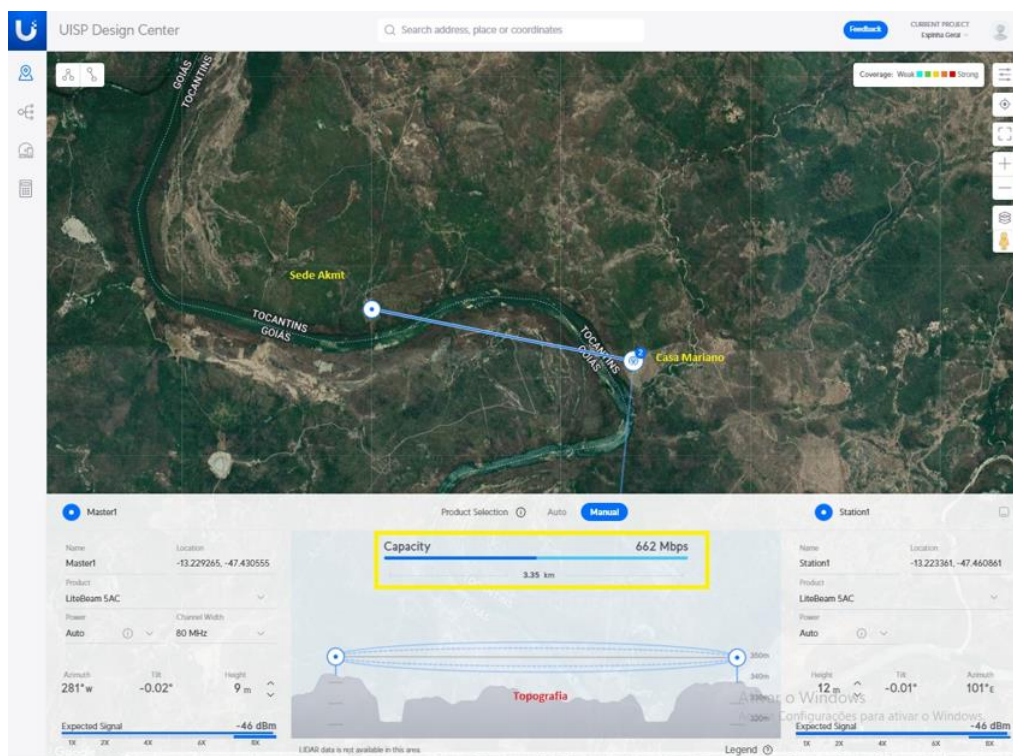 UISP Design Center
Search address, place or coordinates
Feedback
CURRENT PROJECT
Espinha Geral
Coverage: Weak Strong
GOIÁS
TOCANTINS
Sede Akmt
TOCANTINS
GOIÁS
TOCANTINS
GOIÁS
2
Casa Mariano
Master1
Product Selection Auto Manual
Station1
Name Location
Master1 -13.229265, -47.430555
Product
LiteBeam 5AC
Power Channel Width
Auto 80 MHz
Azimuth Tilt Height
281° W -0.02° 9 m
Expected Signal -46 dBm
1X 2X 4X 6X 8X
Capacity 662 Mbps
3.35 km
350m
340m
330m
320m
Topografia
LIDAR data is not available in this area.
Legend
Name Location
Station1 -13.223361, -47.460861
Product
LiteBeam 5AC
Power
Auto
Height Tilt Azimuth
12 m -0.01° 101° E
Ativar o Windows
Configurações para ativar o Windows.
Expected Signal -46 dBm
1X 2X 4X 6X 8X